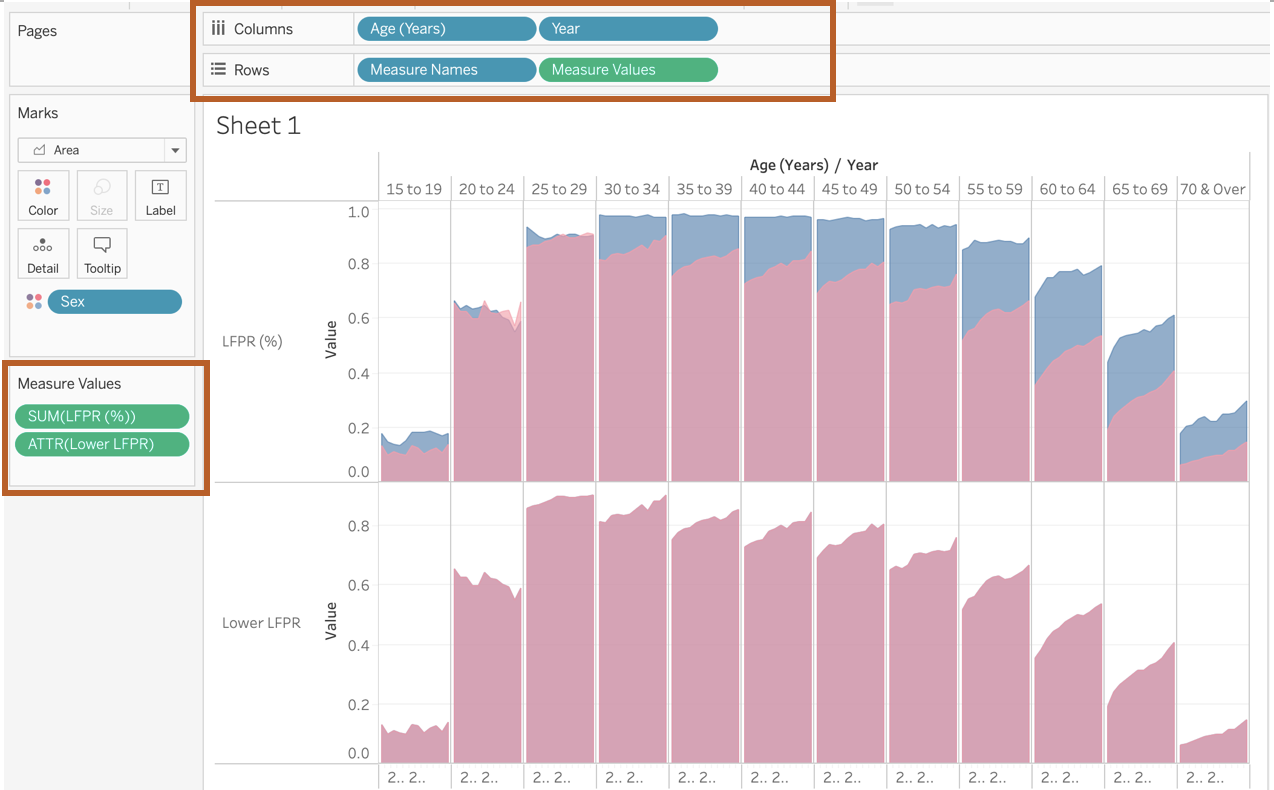 Pages
Columns Age (Years) Year
Rows Measure Names Measure Values
Marks
Area
Color Size Label
Detail Tooltip
Sex
Measure Values
SUM(LFPR (%))
ATTR(Lower LFPR)
Sheet 1
Age (Years) / Year
15 to 19 20 to 24 25 to 29 30 to 34 35 to 39 40 to 44 45 to 49 50 to 54 55 to 59 60 to 64 65 to 69 70 & Over
1.0
0.8
0.6
LFPR (%) Value
0.4
0.2
0.0
0.8
0.6
Lower LFPR Value
0.4
0.2
0.0
2.. 2.. 2.. 2.. 2.. 2.. 2.. 2.. 2.. 2.. 2.. 2.. 2.. 2.. 2.. 2.. 2.. 2.. 2.. 2.. 2.. 2.. 2.. 2..